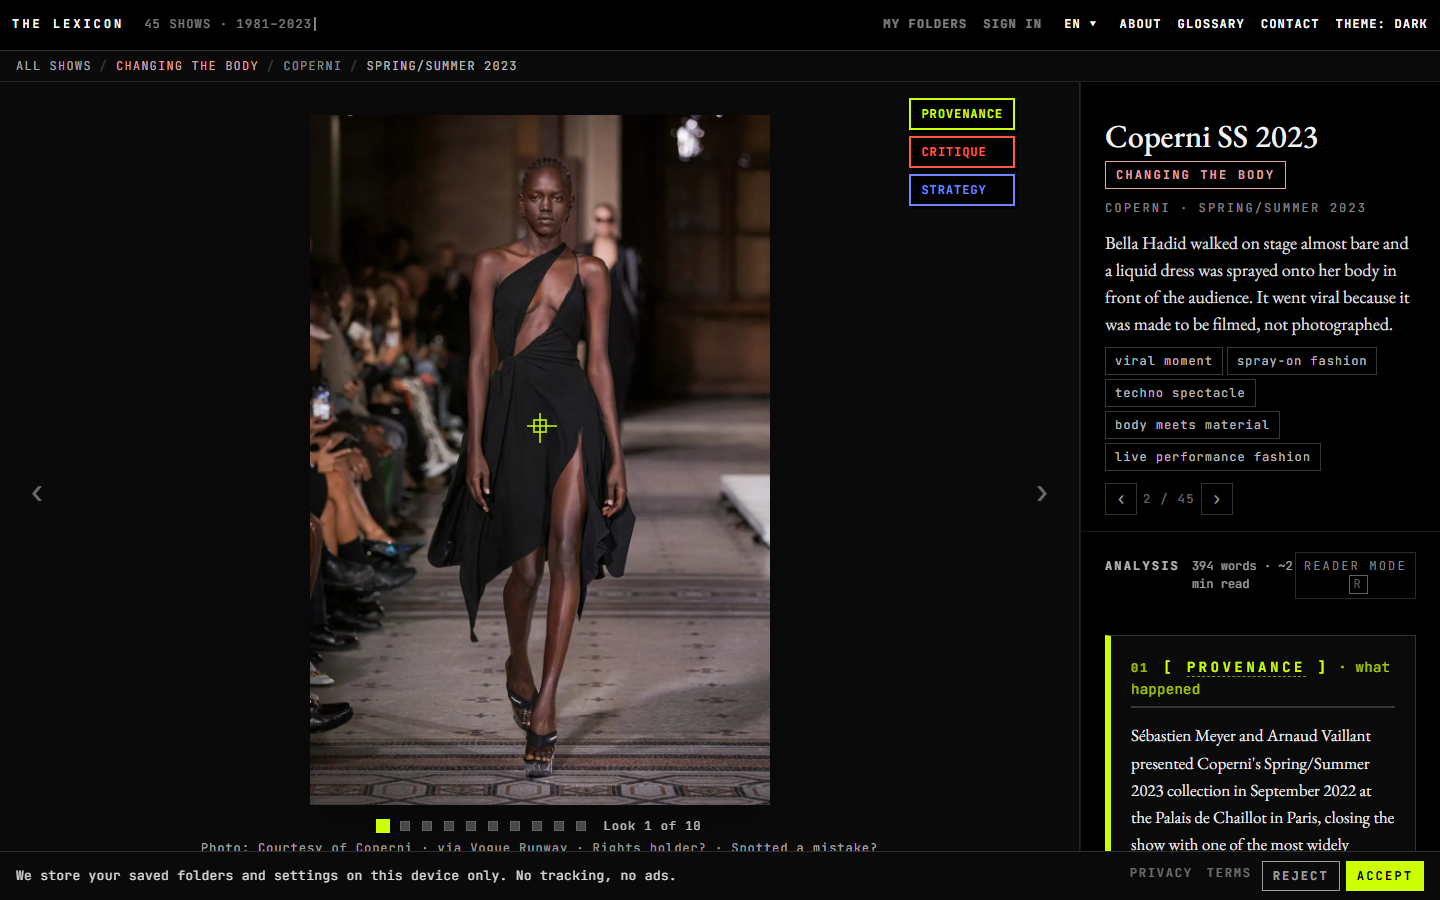 THE LEXICON 45 SHOWS · 1981–2023
MY FOLDERS SIGN IN EN ▼ ABOUT GLOSSARY CONTACT THEME: DARK
ALL SHOWS / CHANGING THE BODY / COPERNI / SPRING/SUMMER 2023
PROVENANCE
CRITIQUE
STRATEGY
Look 1 of 10
Photo: Courtesy of Coperni · via Vogue Runway · Rights holder? · Spotted a mistake?
Coperni SS 2023
CHANGING THE BODY
COPERNI · SPRING/SUMMER 2023
Bella Hadid walked on stage almost bare and
a liquid dress was sprayed onto her body in
front of the audience. It went viral because it
was made to be filmed, not photographed.
viral moment spray-on fashion
techno spectacle
body meets material
live performance fashion
‹ 2 / 45 ›
ANALYSIS 394 words · ~2 min read
READER MODE R
01 [ PROVENANCE ] · what
happened
Sébastien Meyer and Arnaud Vaillant
presented Coperni's Spring/Summer
2023 collection in September 2022 at
the Palais de Chaillot in Paris, closing the
show with one of the most widely
We store your saved folders and settings on this device only. No tracking, no ads.
PRIVACY TERMS REJECT ACCEPT